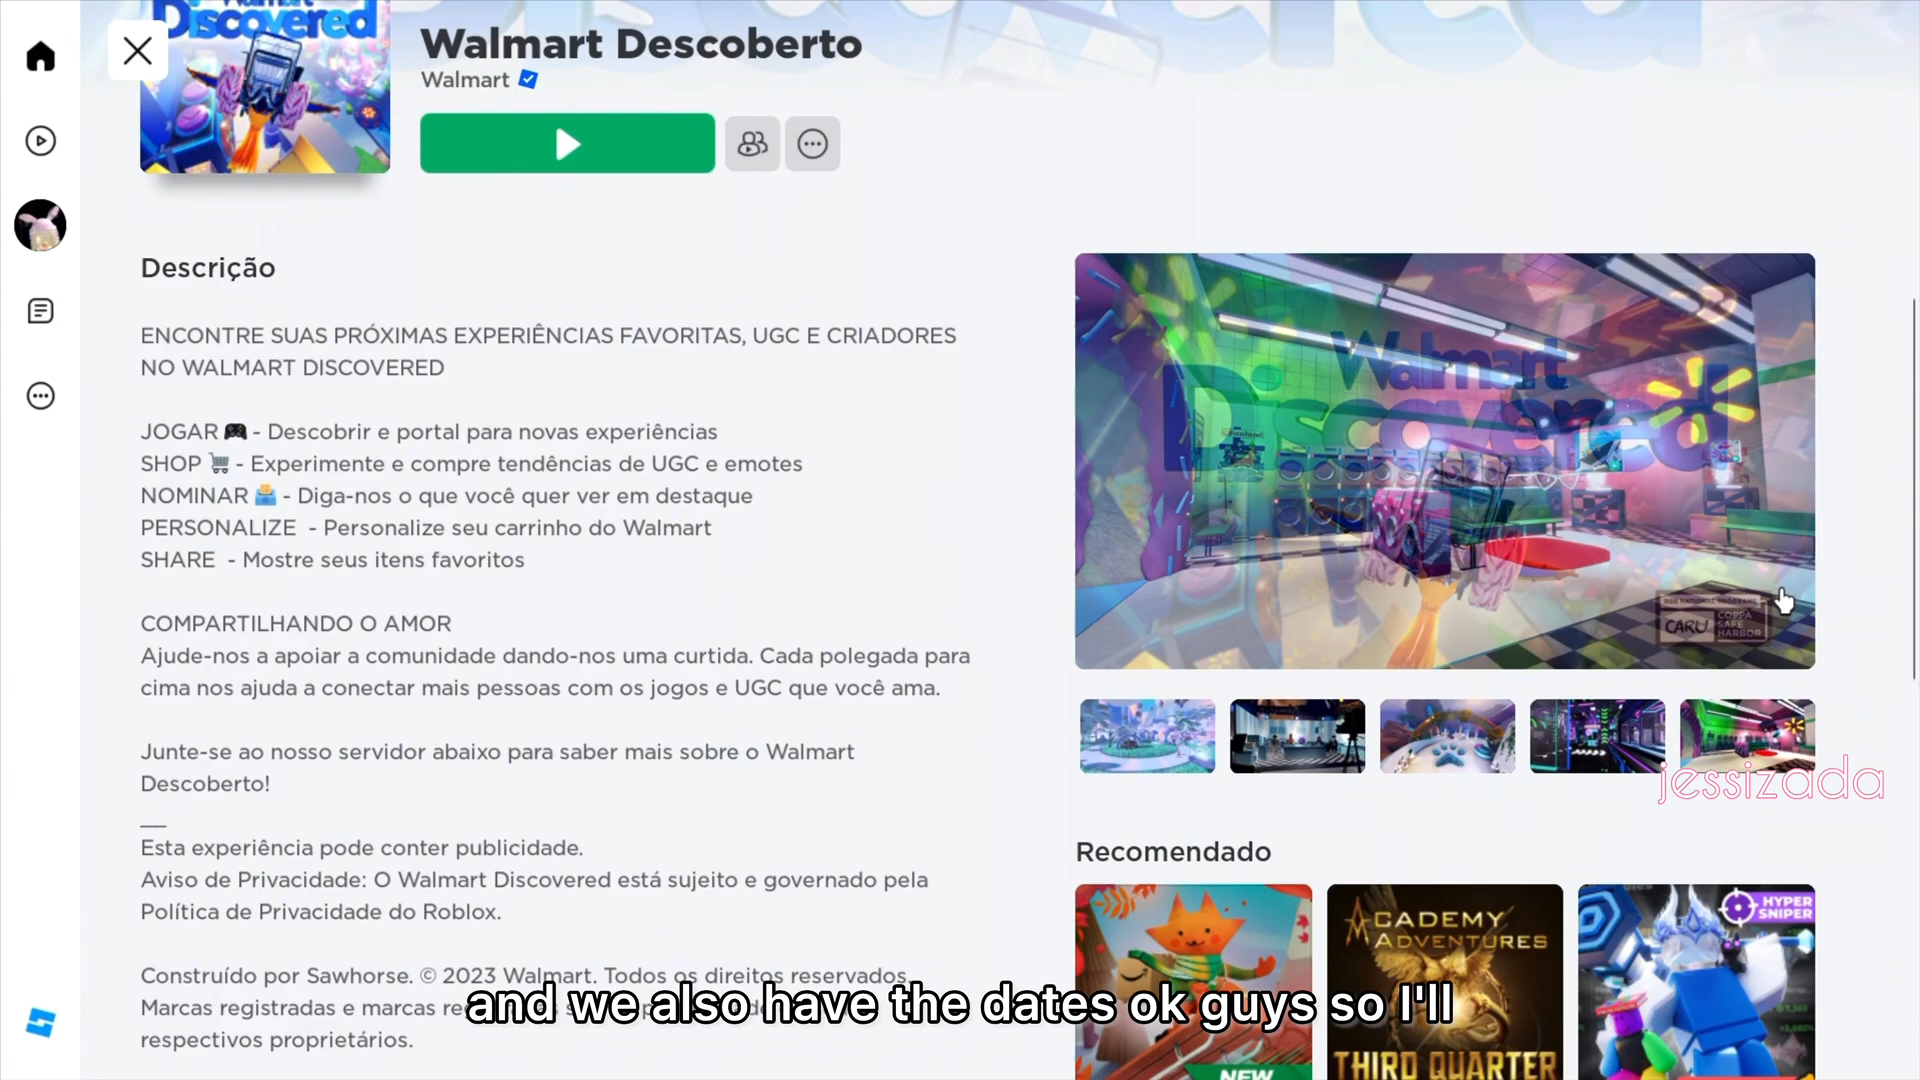 Discovered
Walmart Descoberto
Walmart
Descrição
ENCONTRE SUAS PRÓXIMAS EXPERIÊNCIAS FAVORITAS, UGC E CRIADORES
NO WALMART DISCOVERED
JOGAR 🎮 - Descobrir e portal para novas experiências
SHOP 🛒 - Experimente e compre tendências de UGC e emotes
NOMINAR 🗳️ - Diga-nos o que você quer ver em destaque
PERSONALIZE - Personalize seu carrinho do Walmart
SHARE - Mostre seus itens favoritos
COMPARTILHANDO O AMOR
Ajude-nos a apoiar a comunidade dando-nos uma curtida. Cada polegada para
cima nos ajuda a conectar mais pessoas com os jogos e UGC que você ama.
Junte-se ao nosso servidor abaixo para saber mais sobre o Walmart
Descoberto!
__
Esta experiência pode conter publicidade.
Aviso de Privacidade: O Walmart Discovered está sujeito e governado pela
Política de Privacidade do Roblox.
Construído por Sawhorse. © 2023 Walmart. Todos os direitos reservados.
Marcas registradas e marcas
respectivos proprietários.
Walmart
Discovered
CARU
COPPA
SAFE
HARBOR
jessizada
Recomendado
NEW
ACADEMY
ADVENTURES
THIRD QUARTER
HYPER
SNIPER
and we also have the dates ok guys so I'll